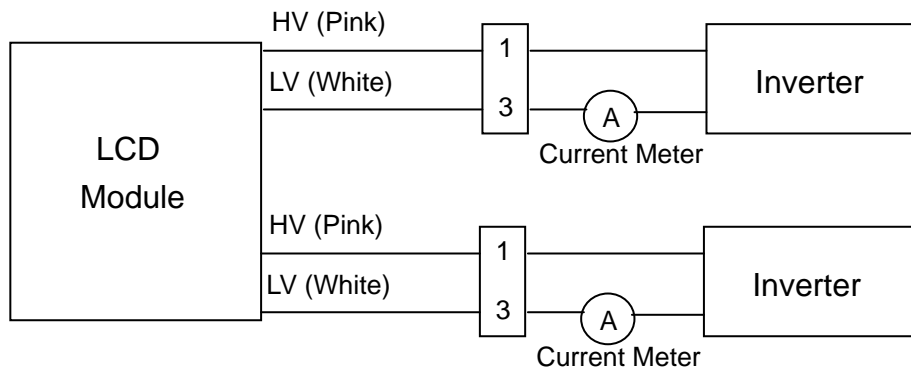 HV (Pink)
1
LV (White)
3
A
Current Meter
Inverter
LCD
Module
HV (Pink)
1
LV (White)
3
A
Current Meter
Inverter